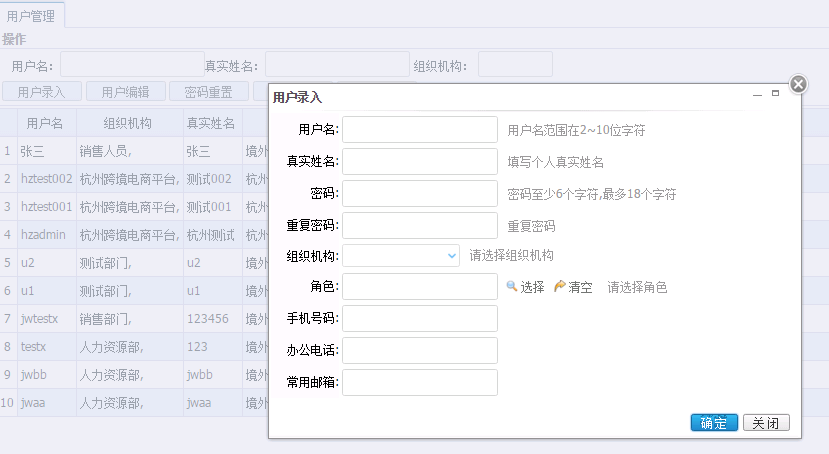 用户管理
操作
用户名: 真实姓名: 组织机构:
用户录入 用户编辑 密码重置
用户名 组织机构 真实姓名
1 张三 销售人员, 张三 境外
2 hztest002 杭州跨境电商平台, 测试002 杭州
3 hztest001 杭州跨境电商平台, 测试001 杭州
4 hzadmin 杭州跨境电商平台, 杭州测试 杭州
5 u2 测试部门, u2 境外
6 u1 测试部门, u1 境外
7 jwtestx 销售部门, 123456 境外
8 testx 人力资源部, 123 境外
9 jwbb 人力资源部, jwbb 境外
10 jwaa 人力资源部, jwaa 境外
用户录入
用户名: 用户名范围在2~10位字符
真实姓名: 填写个人真实姓名
密码: 密码至少6个字符,最多18个字符
重复密码: 重复密码
组织机构: 请选择组织机构
角色: 选择 清空 请选择角色
手机号码:
办公电话:
常用邮箱:
确定 关闭